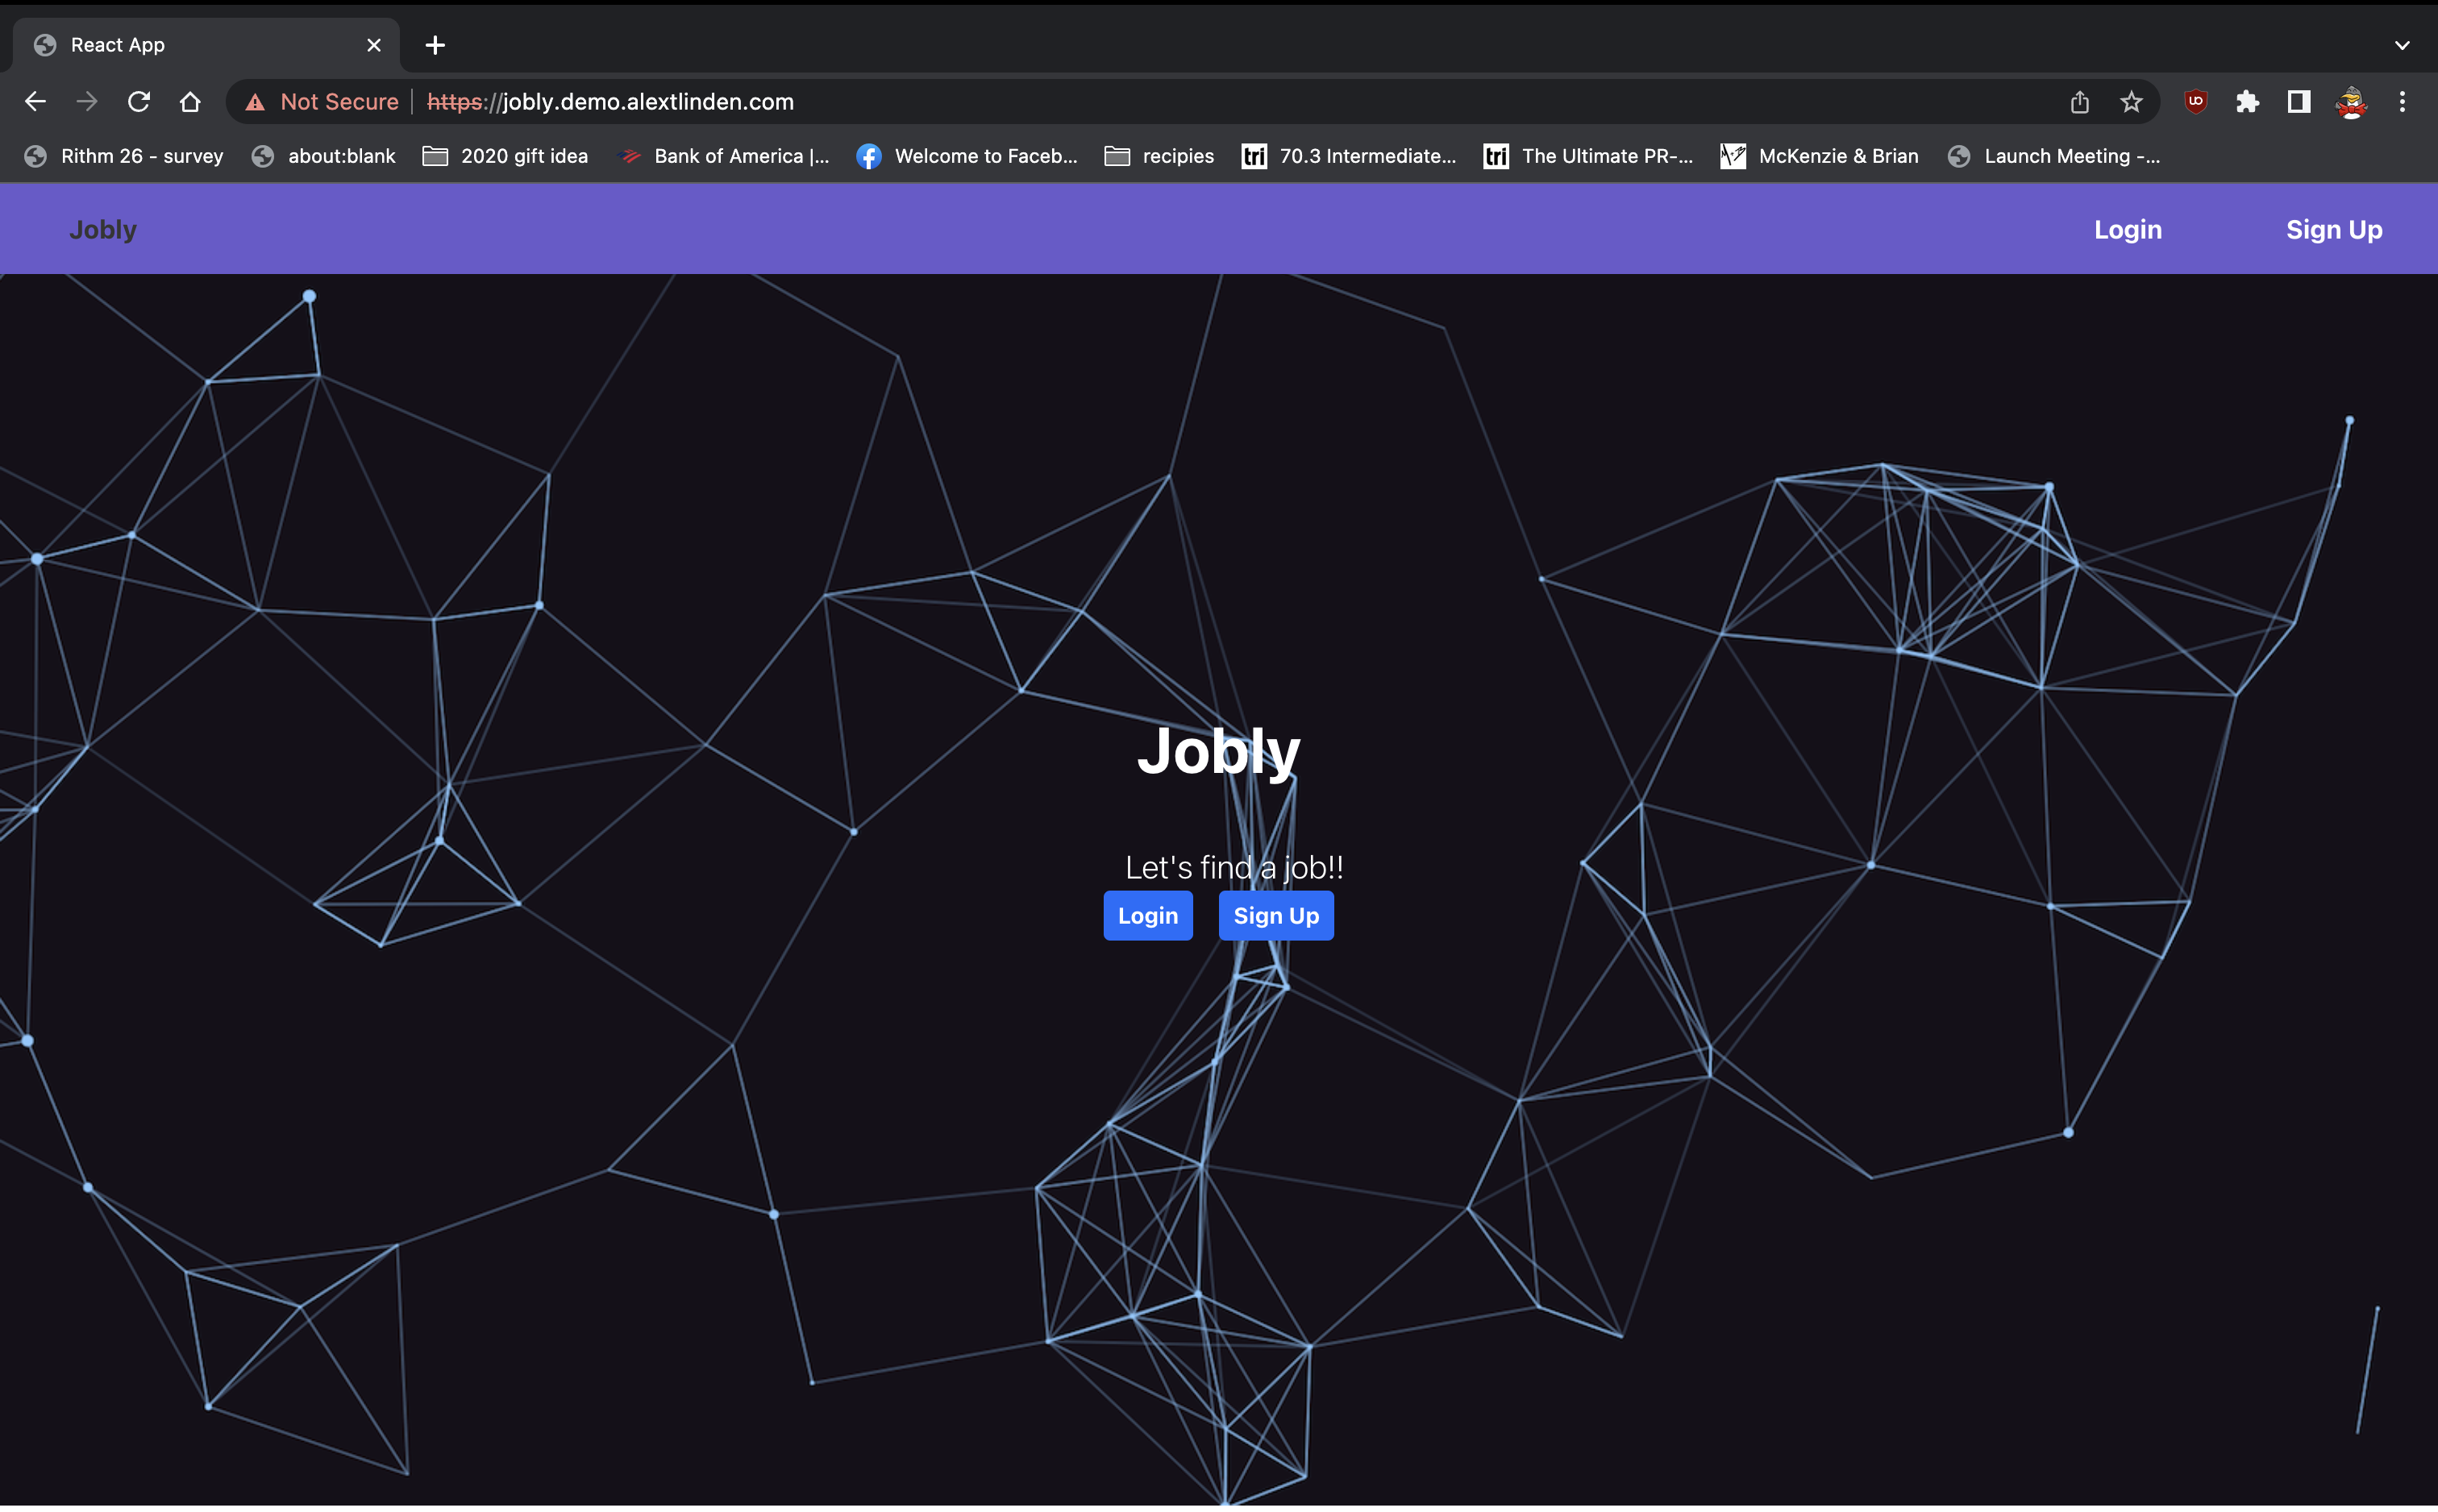 React App
Not Secure https://jobly.demo.alextlinden.com
Rithm 26 - survey about:blank 2020 gift idea Bank of America |... Welcome to Faceb... recipies tri 70.3 Intermediate... tri The Ultimate PR-... McKenzie & Brian Launch Meeting -...
Jobly Login Sign Up
Jobly
Let's find a job!!
Login Sign Up